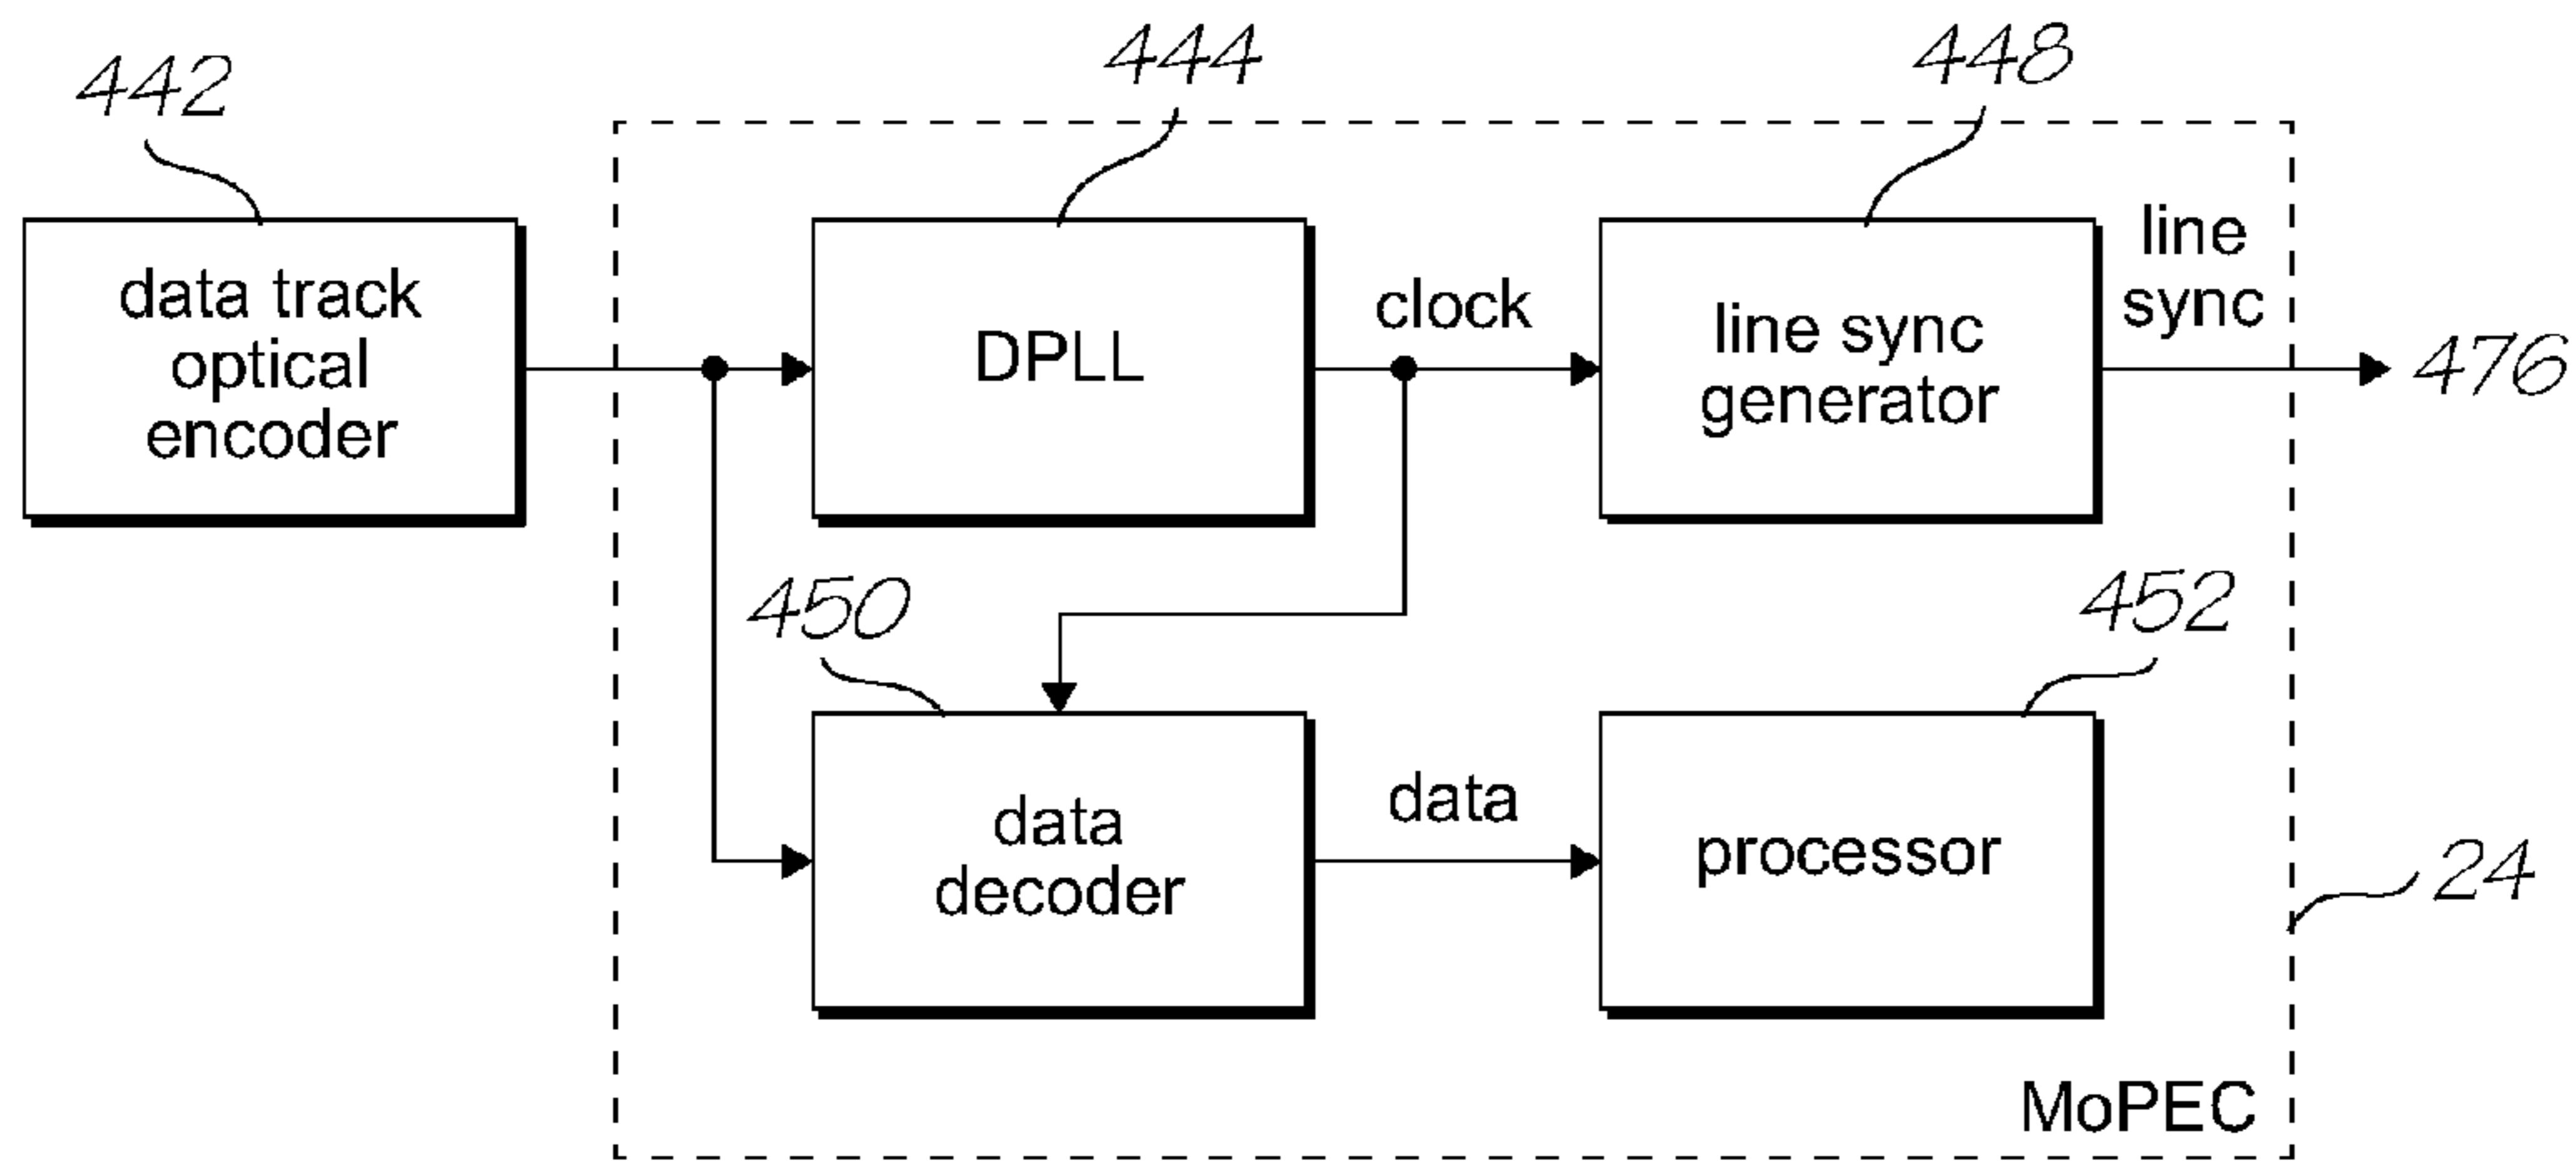 442
444
448
data track
optical
encoder
DPLL
clock
line sync
generator
line
sync
476
450
452
data
decoder
data
processor
24
MoPEC